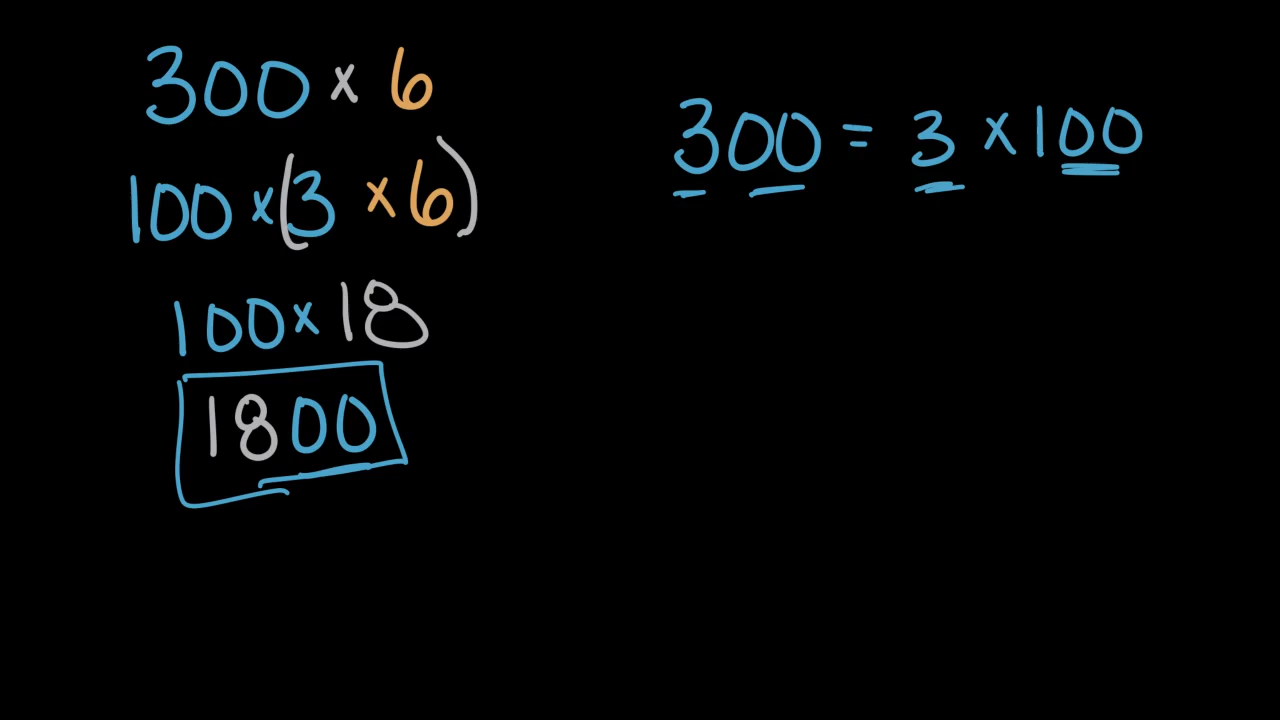 300 x 6
100 x (3 x 6)
100 x 18
1800
300 = 3 x 100